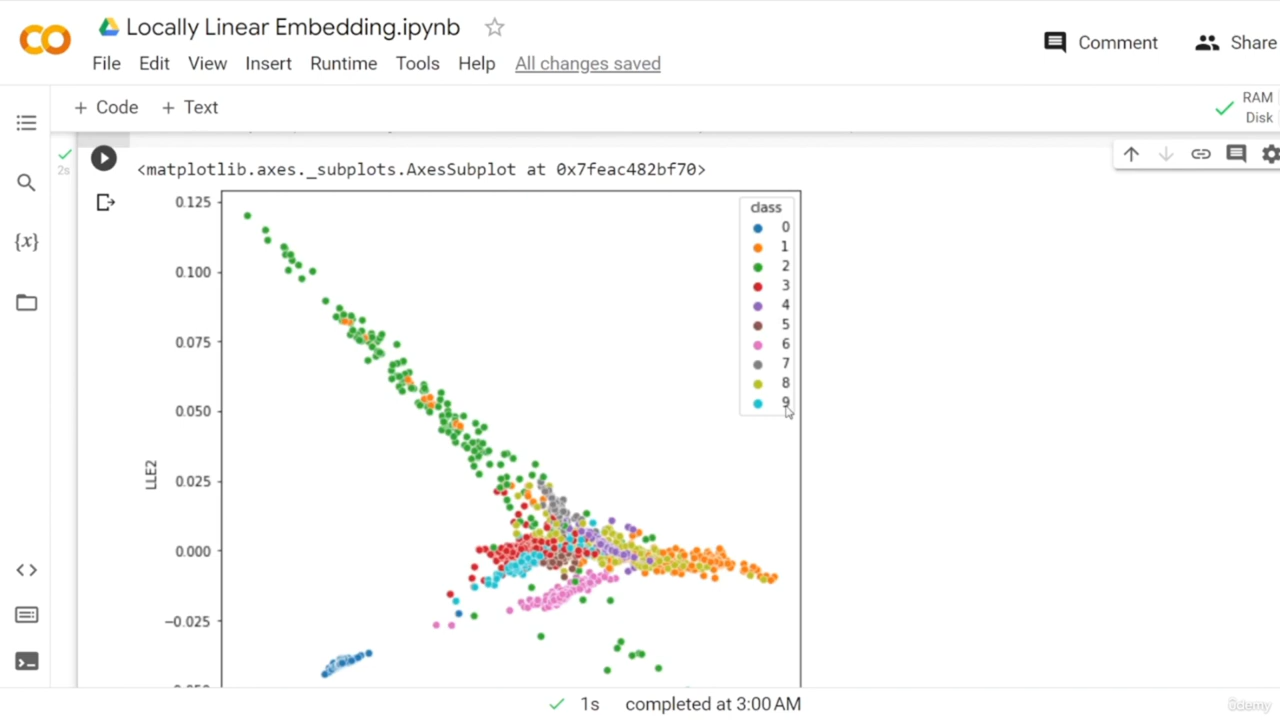 Locally Linear Embedding.ipynb
Comment
Share
File Edit View Insert Runtime Tools Help All changes saved
+ Code + Text
RAM
Disk
2s
<matplotlib.axes._subplots.AxesSubplot at 0x7feac482bf70>
{x}
0.125
0.100
0.075
0.050
0.025
0.000
−0.025
LLE2
class
0
1
2
3
4
5
6
7
8
9
1s completed at 3:00 AM
ûdemy